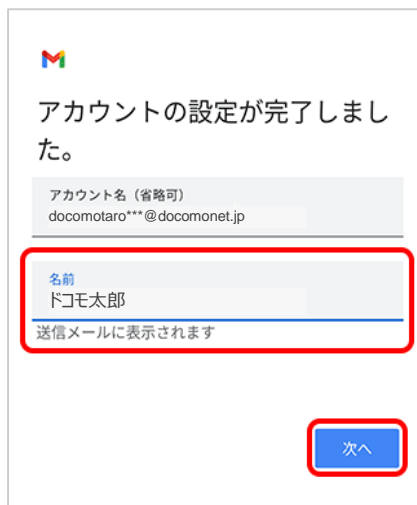 アカウントの設定が完了しまし
た。
アカウント名（省略可）
docomotaro***@docomonet.jp
名前
ドコモ太郎
送信メールに表示されます
次へ